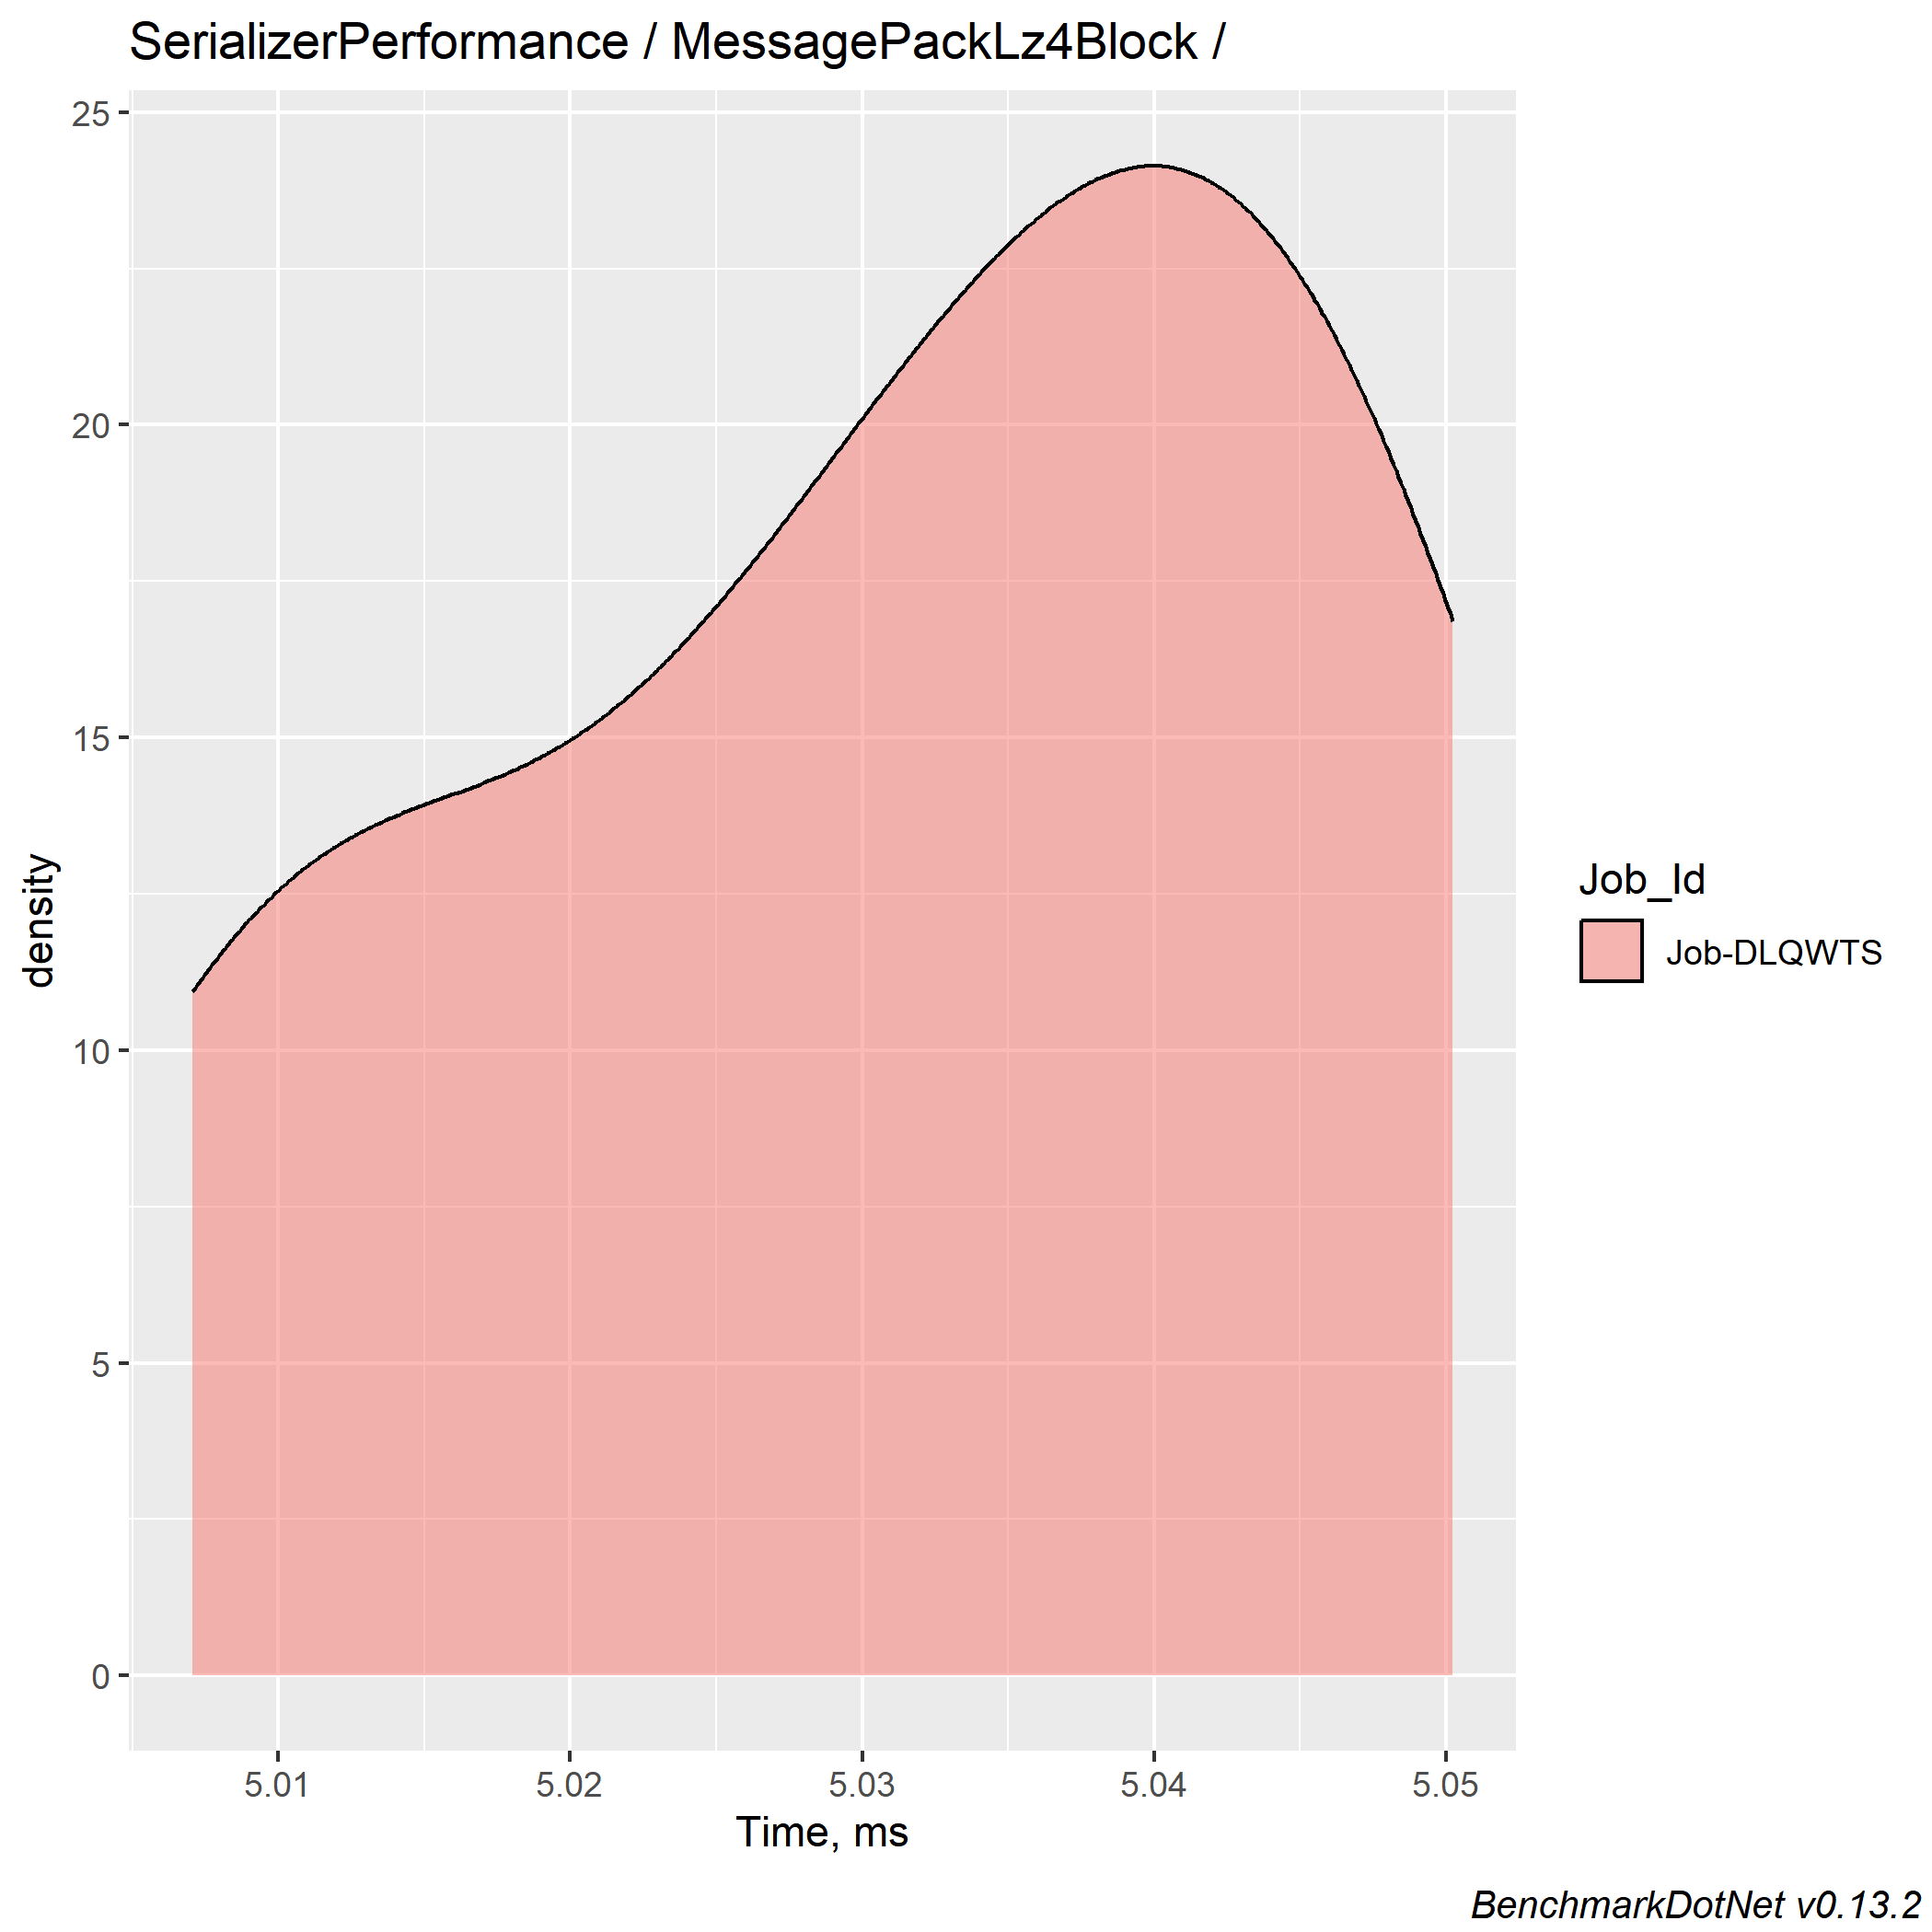 SerializerPerformance / MessagePackLz4Block /
25
20
15
10
5
0
density
5.01 5.02 5.03 5.04 5.05
Time, ms
Job_Id
Job-DLQWTS
BenchmarkDotNet v0.13.2